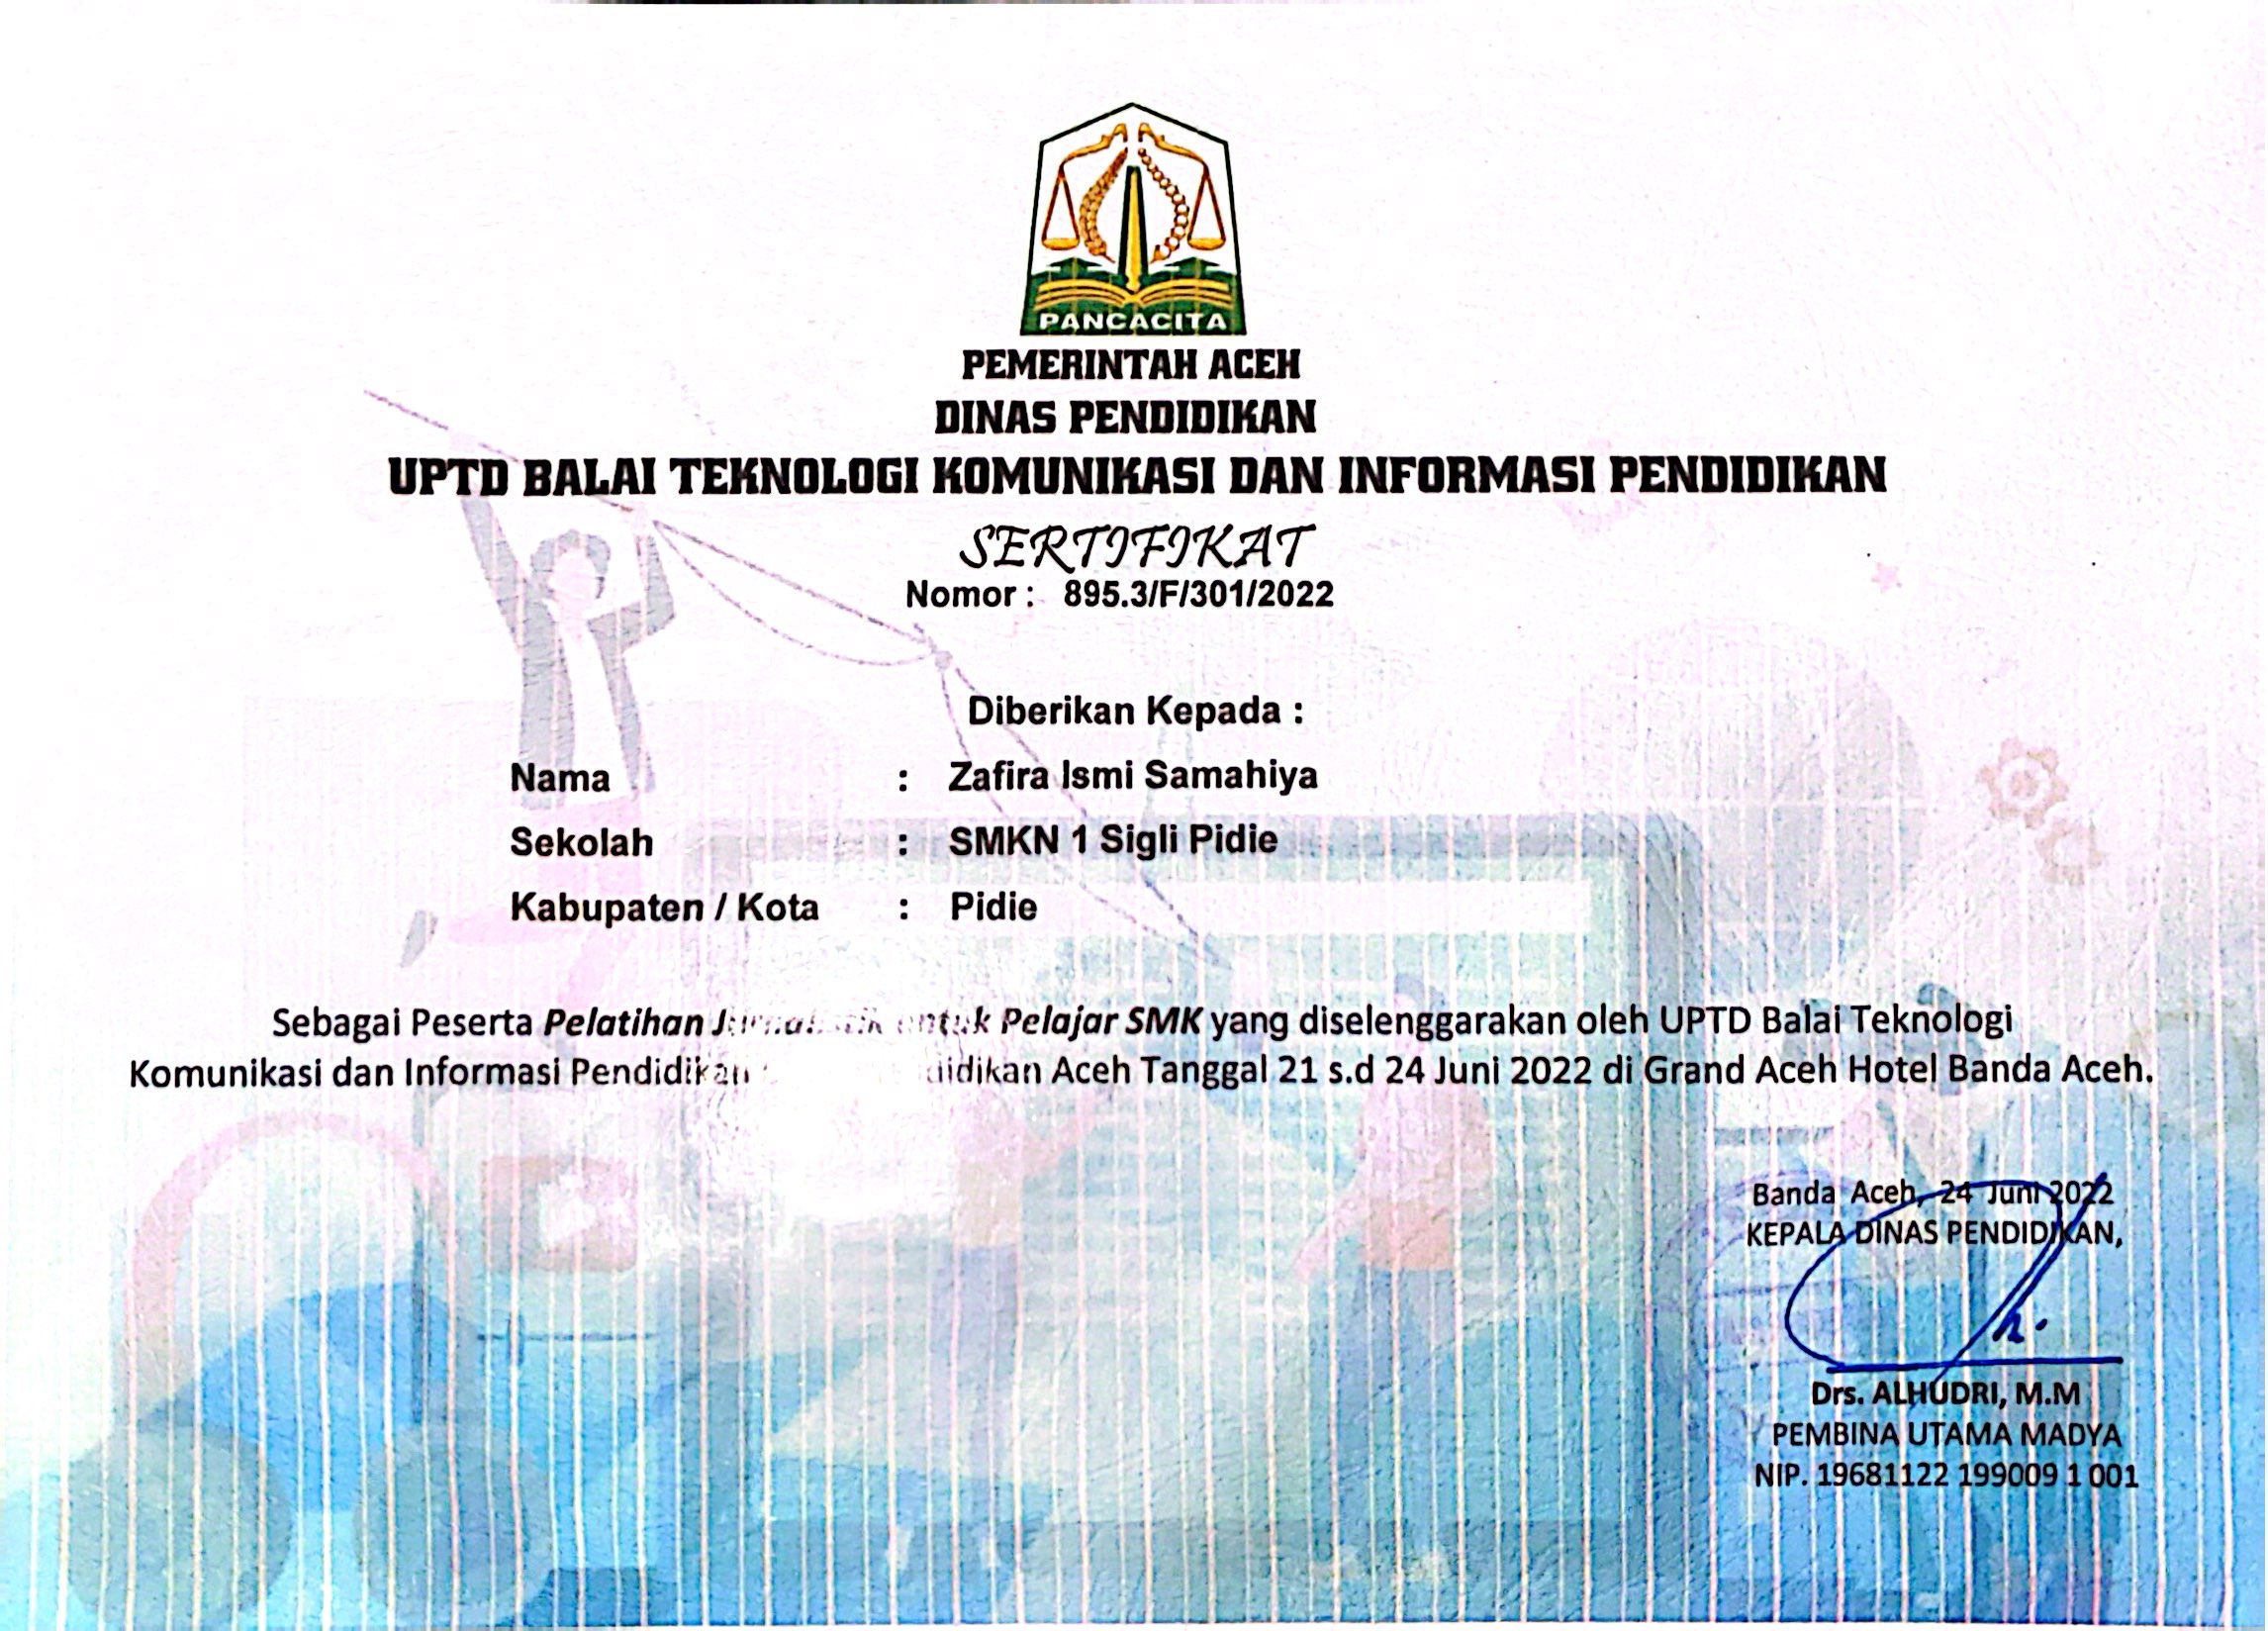 PANCACITA
PEMERINTAH ACEH
DINAS PENDIDIKAN
UPTD BALAI TEKNOLOGI KOMUNIKASI DAN INFORMASI PENDIDIKAN
SERTIFIKAT
Nomor : 895.3/F/301/2022
Diberikan Kepada :
Nama : Zafira Ismi Samahiya
Sekolah : SMKN 1 Sigli Pidie
Kabupaten / Kota : Pidie
Sebagai Peserta Pelatihan Jurnalistik untuk Pelajar SMK yang diselenggarakan oleh UPTD Balai Teknologi
Komunikasi dan Informasi Pendidikan Aceh Tanggal 21 s.d 24 Juni 2022 di Grand Aceh Hotel Banda Aceh.
Banda Aceh, 24 Juni 2022
KEPALA DINAS PENDIDIKAN,
Drs. ALHUDRI, M.M
PEMBINA UTAMA MADYA
NIP. 19681122 199009 1 001